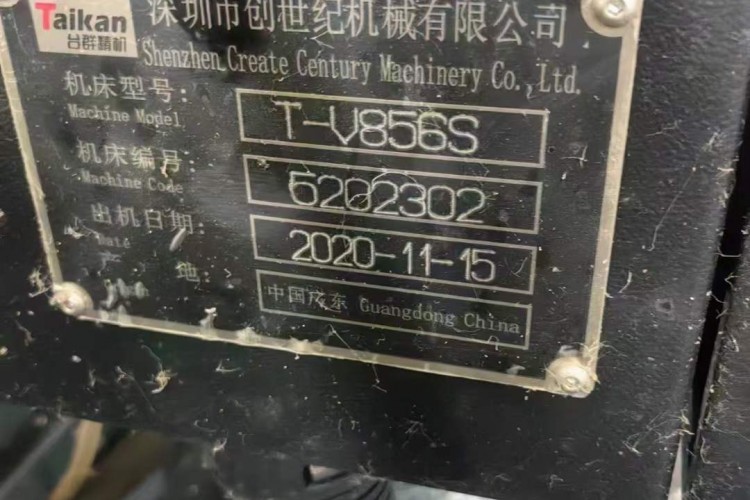 Taikan
台群精机
深圳市创世纪机械有限公司
Shenzhen Create Century Machinery Co., Ltd.
机床型号:
Machine Model
T-V856S
机床编号:
Machine Code
6202302
出机日期:
Date
2020-11-15
产 地:
中国广东 Guangdong China